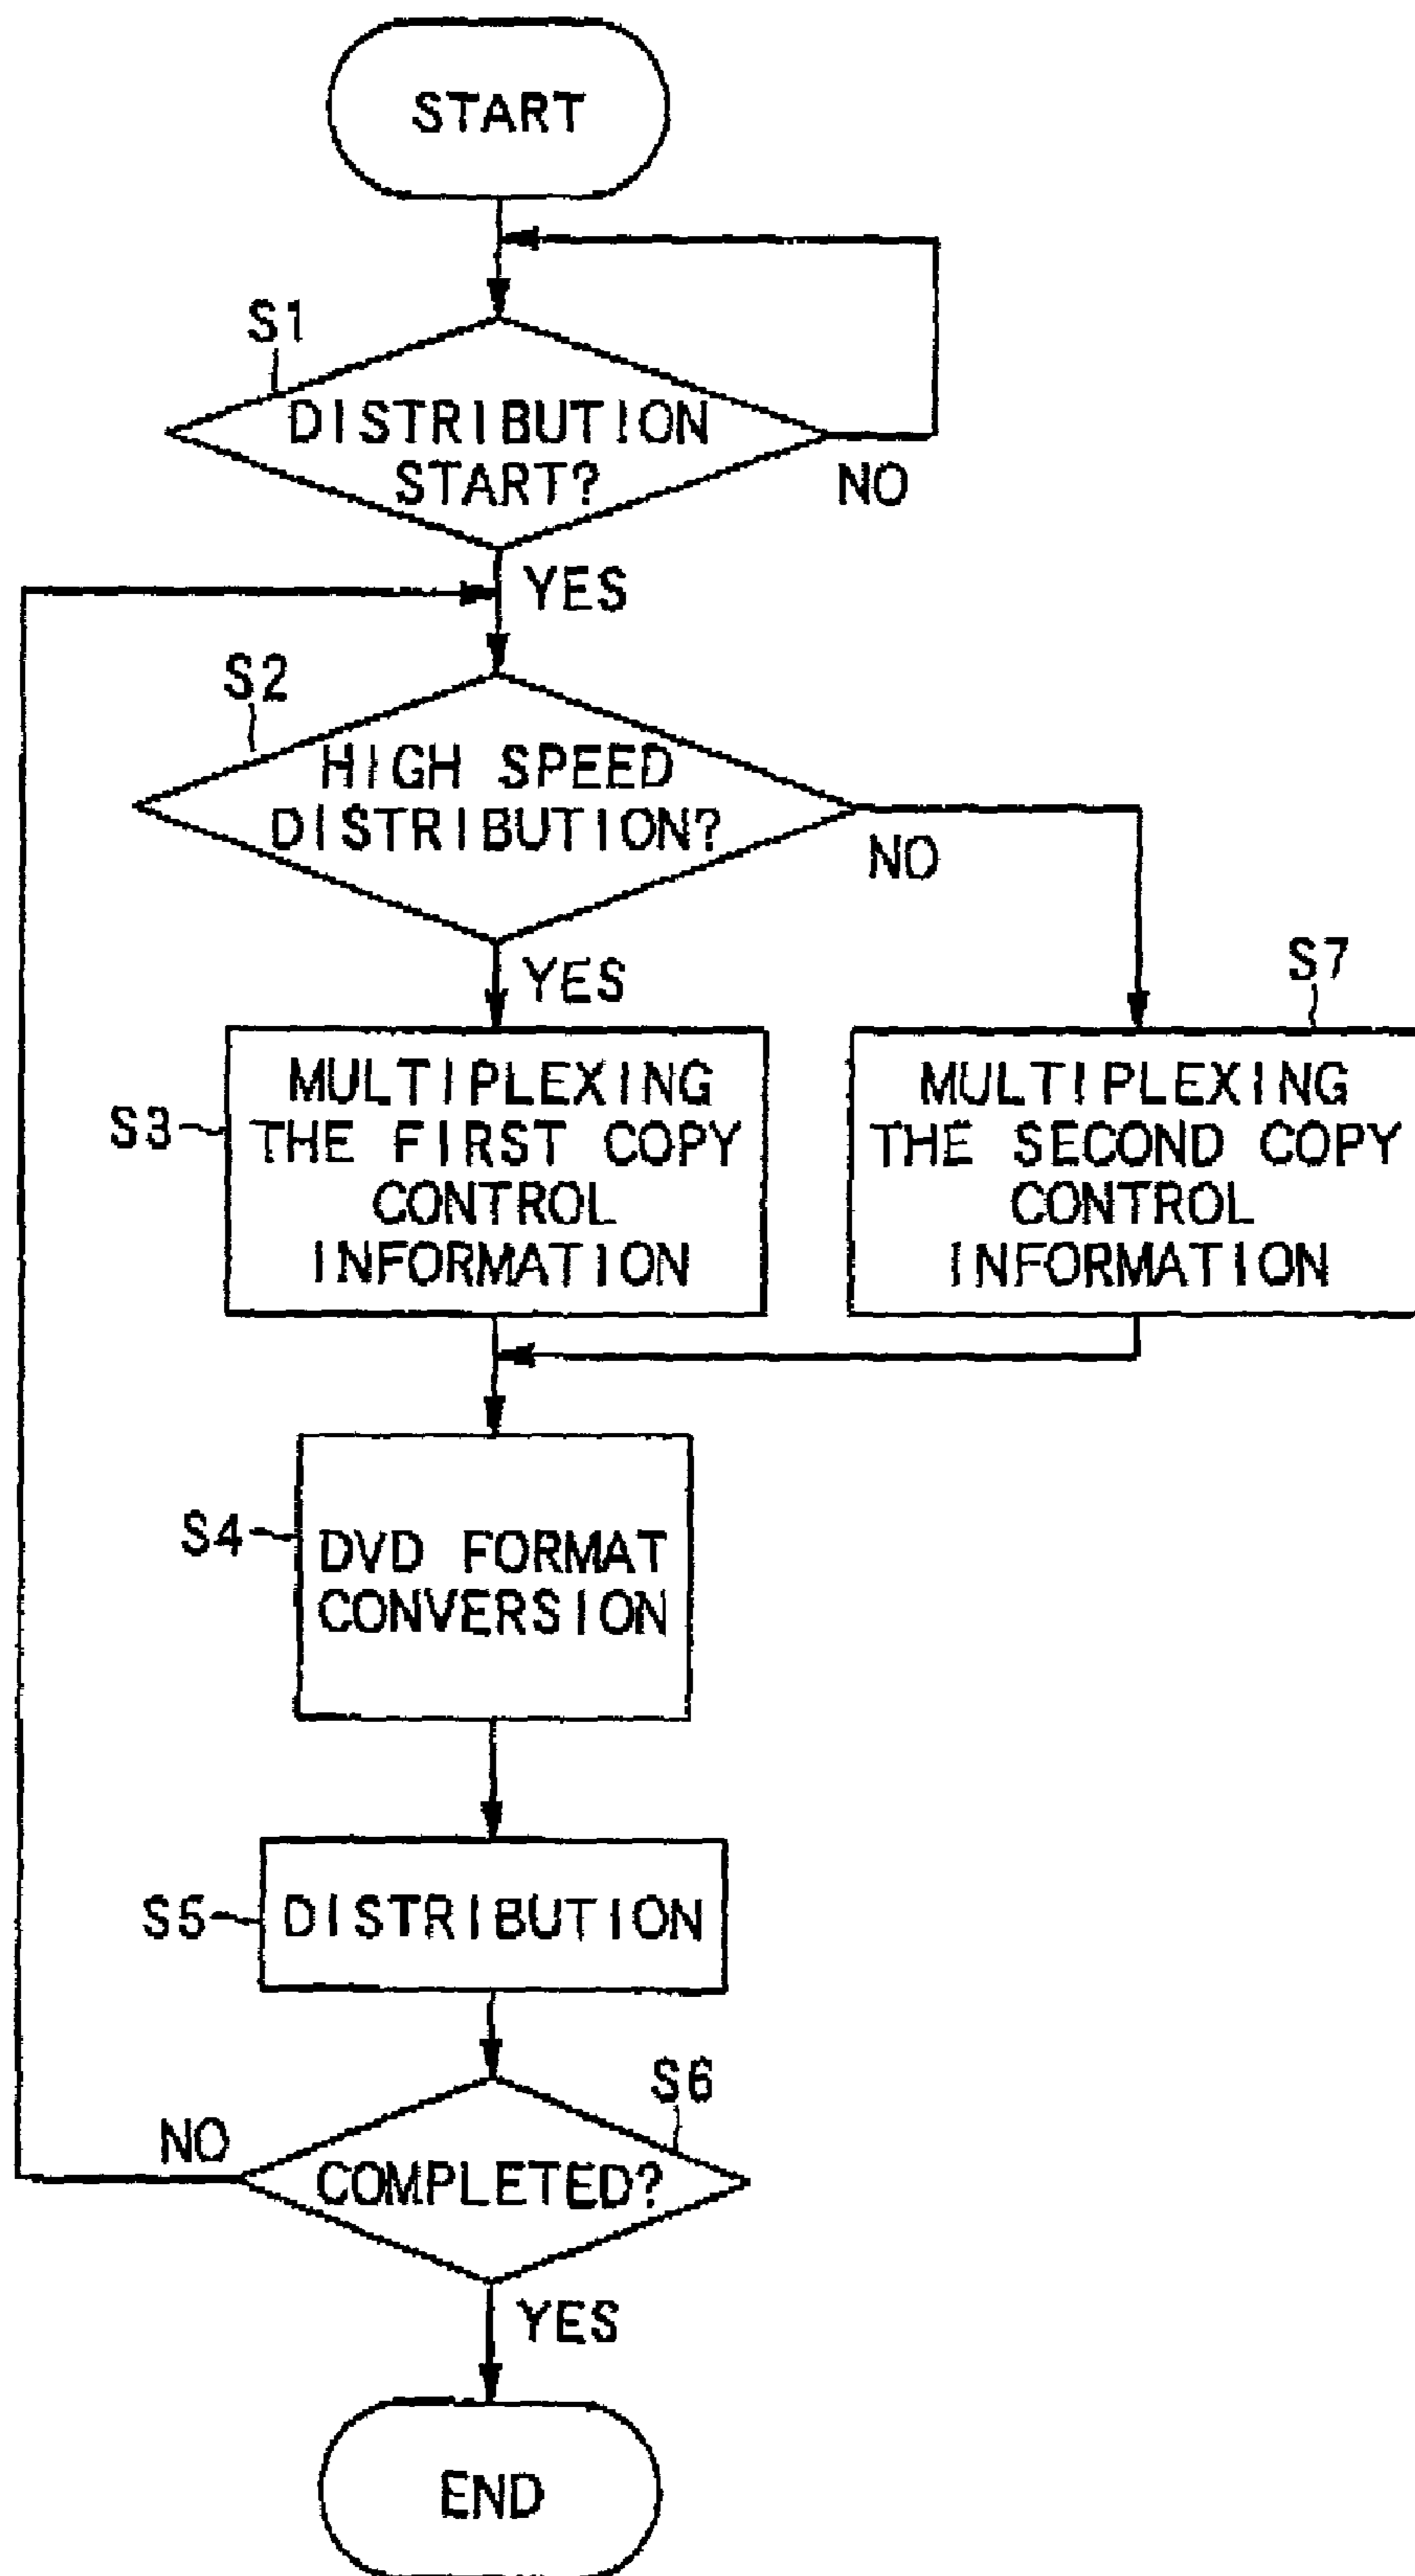 START
S1
DISTRIBUTION
START?
NO
YES
S2
HIGH SPEED
DISTRIBUTION?
NO
YES
S7
S3
MULTIPLEXING
THE FIRST COPY
CONTROL
INFORMATION
MULTIPLEXING
THE SECOND COPY
CONTROL
INFORMATION
S4
DVD FORMAT
CONVERSION
S5
DISTRIBUTION
S6
NO
COMPLETED?
YES
END